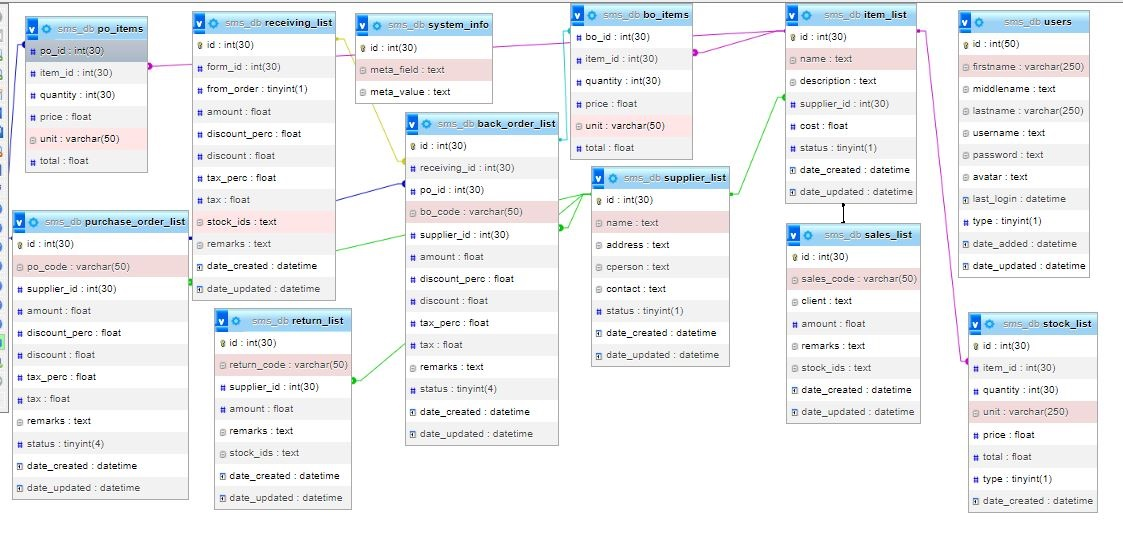 sms_db po_items
po_id : int(30)
item_id : int(30)
quantity : int(30)
price : float
unit : varchar(50)
total : float
sms_db receiving_list
id : int(30)
form_id : int(30)
from_order : tinyint(1)
amount : float
discount_perc : float
discount : float
tax_perc : float
tax : float
stock_ids : text
remarks : text
date_created : datetime
date_updated : datetime
sms_db system_info
id : int(30)
meta_field : text
meta_value : text
sms_db bo_items
bo_id : int(30)
item_id : int(30)
quantity : int(30)
price : float
unit : varchar(50)
total : float
sms_db item_list
id : int(30)
name : text
description : text
supplier_id : int(30)
cost : float
status : tinyint(1)
date_created : datetime
date_updated : datetime
sms_db users
id : int(50)
firstname : varchar(250)
middlename : text
lastname : varchar(250)
username : text
password : text
avatar : text
last_login : datetime
type : tinyint(1)
date_added : datetime
date_updated : datetime
sms_db back_order_list
id : int(30)
receiving_id : int(30)
po_id : int(30)
bo_code : varchar(50)
supplier_id : int(30)
amount : float
discount_perc : float
discount : float
tax_perc : float
tax : float
remarks : text
status : tinyint(4)
date_created : datetime
date_updated : datetime
sms_db supplier_list
id : int(30)
name : text
address : text
cperson : text
contact : text
status : tinyint(1)
date_created : datetime
date_updated : datetime
sms_db purchase_order_list
id : int(30)
po_code : varchar(50)
supplier_id : int(30)
amount : float
discount_perc : float
discount : float
tax_perc : float
tax : float
remarks : text
status : tinyint(4)
date_created : datetime
date_updated : datetime
sms_db sales_list
id : int(30)
sales_code : varchar(50)
client : text
amount : float
remarks : text
stock_ids : text
date_created : datetime
date_updated : datetime
sms_db return_list
id : int(30)
return_code : varchar(50)
supplier_id : int(30)
amount : float
remarks : text
stock_ids : text
date_created : datetime
date_updated : datetime
sms_db stock_list
id : int(30)
item_id : int(30)
quantity : int(30)
unit : varchar(250)
price : float
total : float
type : tinyint(1)
date_created : datetime